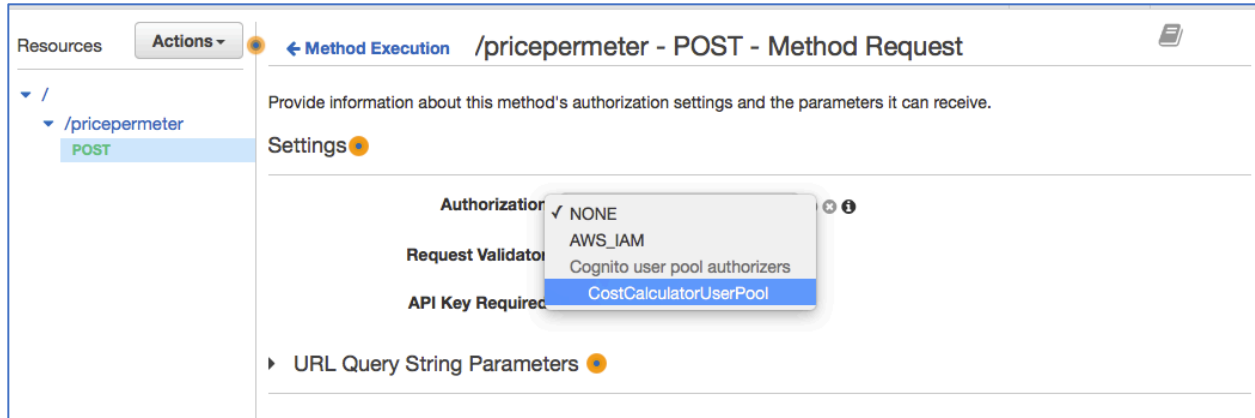 Resources
Actions
Method Execution /pricepermeter - POST - Method Request
/
/pricepermeter
POST
Provide information about this method's authorization settings and the parameters it can receive.
Settings
Authorization
✓ NONE
AWS_IAM
Request Validator
Cognito user pool authorizers
CostCalculatorUserPool
API Key Required
URL Query String Parameters